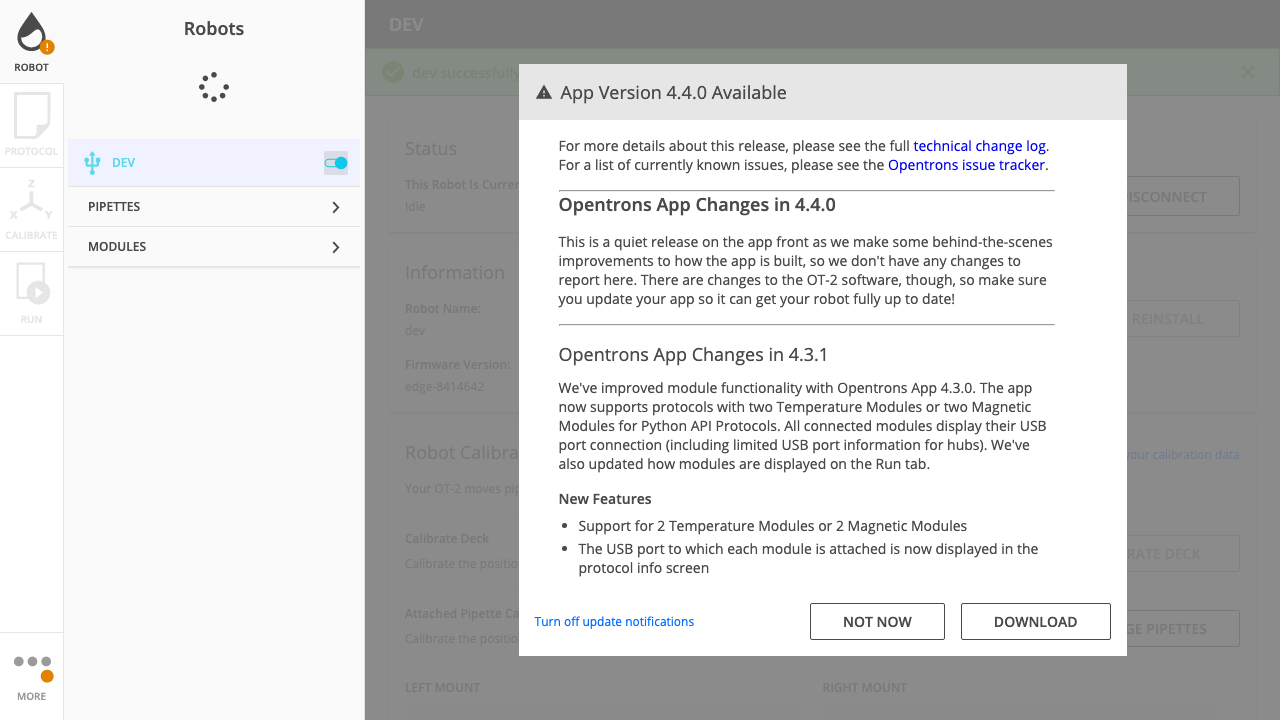 ROBOT
PROTOCOL
Z
X Y
CALIBRATE
RUN
MORE
Robots
DEV
PIPETTES
MODULES
DEV
dev successfully
Status
This Robot Is Curren
Idle
DISCONNECT
Information
Robot Name:
dev
REINSTALL
Firmware Version:
edge-8414642
Robot Calibra
your calibration data
Your OT-2 moves pip
Calibrate Deck
Calibrate the positio
RATE DECK
Attached Pipette Ca
Calibrate the positio
GE PIPETTES
LEFT MOUNT
RIGHT MOUNT
App Version 4.4.0 Available
For more details about this release, please see the full technical change log.
For a list of currently known issues, please see the Opentrons issue tracker.
Opentrons App Changes in 4.4.0
This is a quiet release on the app front as we make some behind-the-scenes
improvements to how the app is built, so we don't have any changes to
report here. There are changes to the OT-2 software, though, so make sure
you update your app so it can get your robot fully up to date!
Opentrons App Changes in 4.3.1
We've improved module functionality with Opentrons App 4.3.0. The app
now supports protocols with two Temperature Modules or two Magnetic
Modules for Python API Protocols. All connected modules display their USB
port connection (including limited USB port information for hubs). We've
also updated how modules are displayed on the Run tab.
New Features
• Support for 2 Temperature Modules or 2 Magnetic Modules
• The USB port to which each module is attached is now displayed in the
protocol info screen
Turn off update notifications
NOT NOW
DOWNLOAD